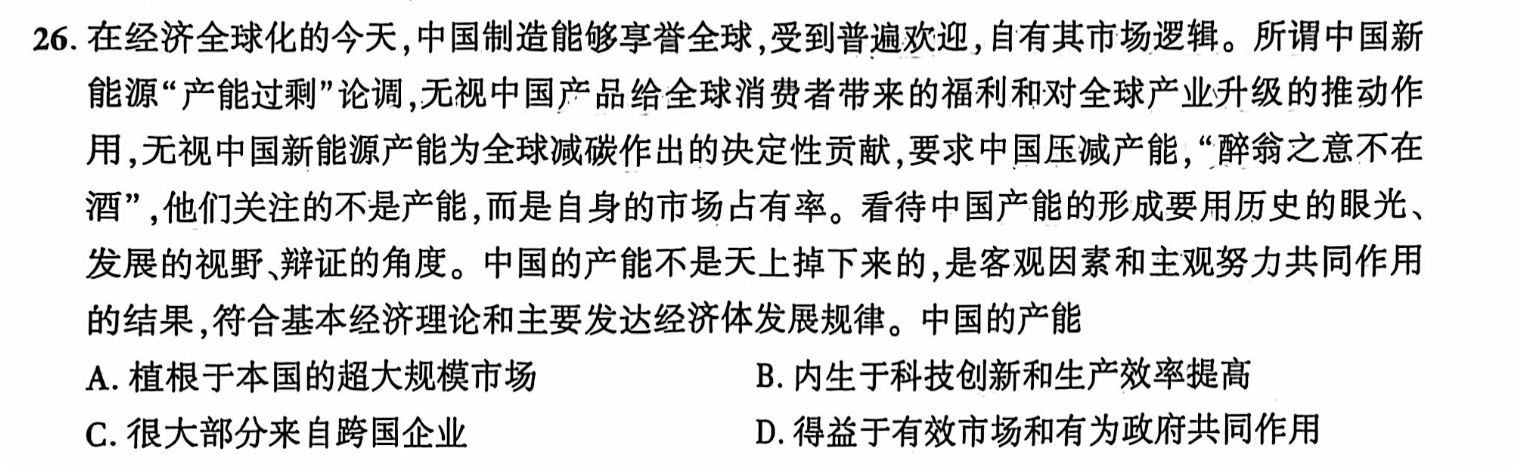 26. 在经济全球化的今天,中国制造能够享誉全球,受到普遍欢迎,自有其市场逻辑。所谓中国新
能源“产能过剩”论调,无视中国产品给全球消费者带来的福利和对全球产业升级的推动作
用,无视中国新能源产能为全球减碳作出的决定性贡献,要求中国压减产能,“醉翁之意不在
酒”,他们关注的不是产能,而是自身的市场占有率。看待中国产能的形成要用历史的眼光、
发展的视野、辩证的角度。中国的产能不是天上掉下来的,是客观因素和主观努力共同作用
的结果,符合基本经济理论和主要发达经济体发展规律。中国的产能
A. 植根于本国的超大规模市场 B. 内生于科技创新和生产效率提高
C. 很大部分来自跨国企业 D. 得益于有效市场和有为政府共同作用